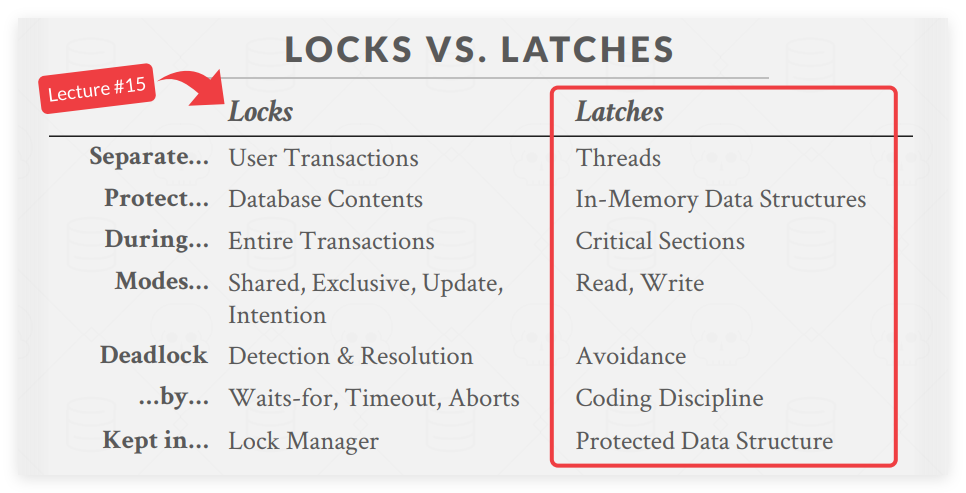 LOCKS VS. LATCHES
Lecture #15
Locks Latches
Separate... User Transactions Threads
Protect... Database Contents In-Memory Data Structures
During... Entire Transactions Critical Sections
Modes... Shared, Exclusive, Update, Read, Write
Intention
Deadlock Detection & Resolution Avoidance
...by... Waits-for, Timeout, Aborts Coding Discipline
Kept in... Lock Manager Protected Data Structure